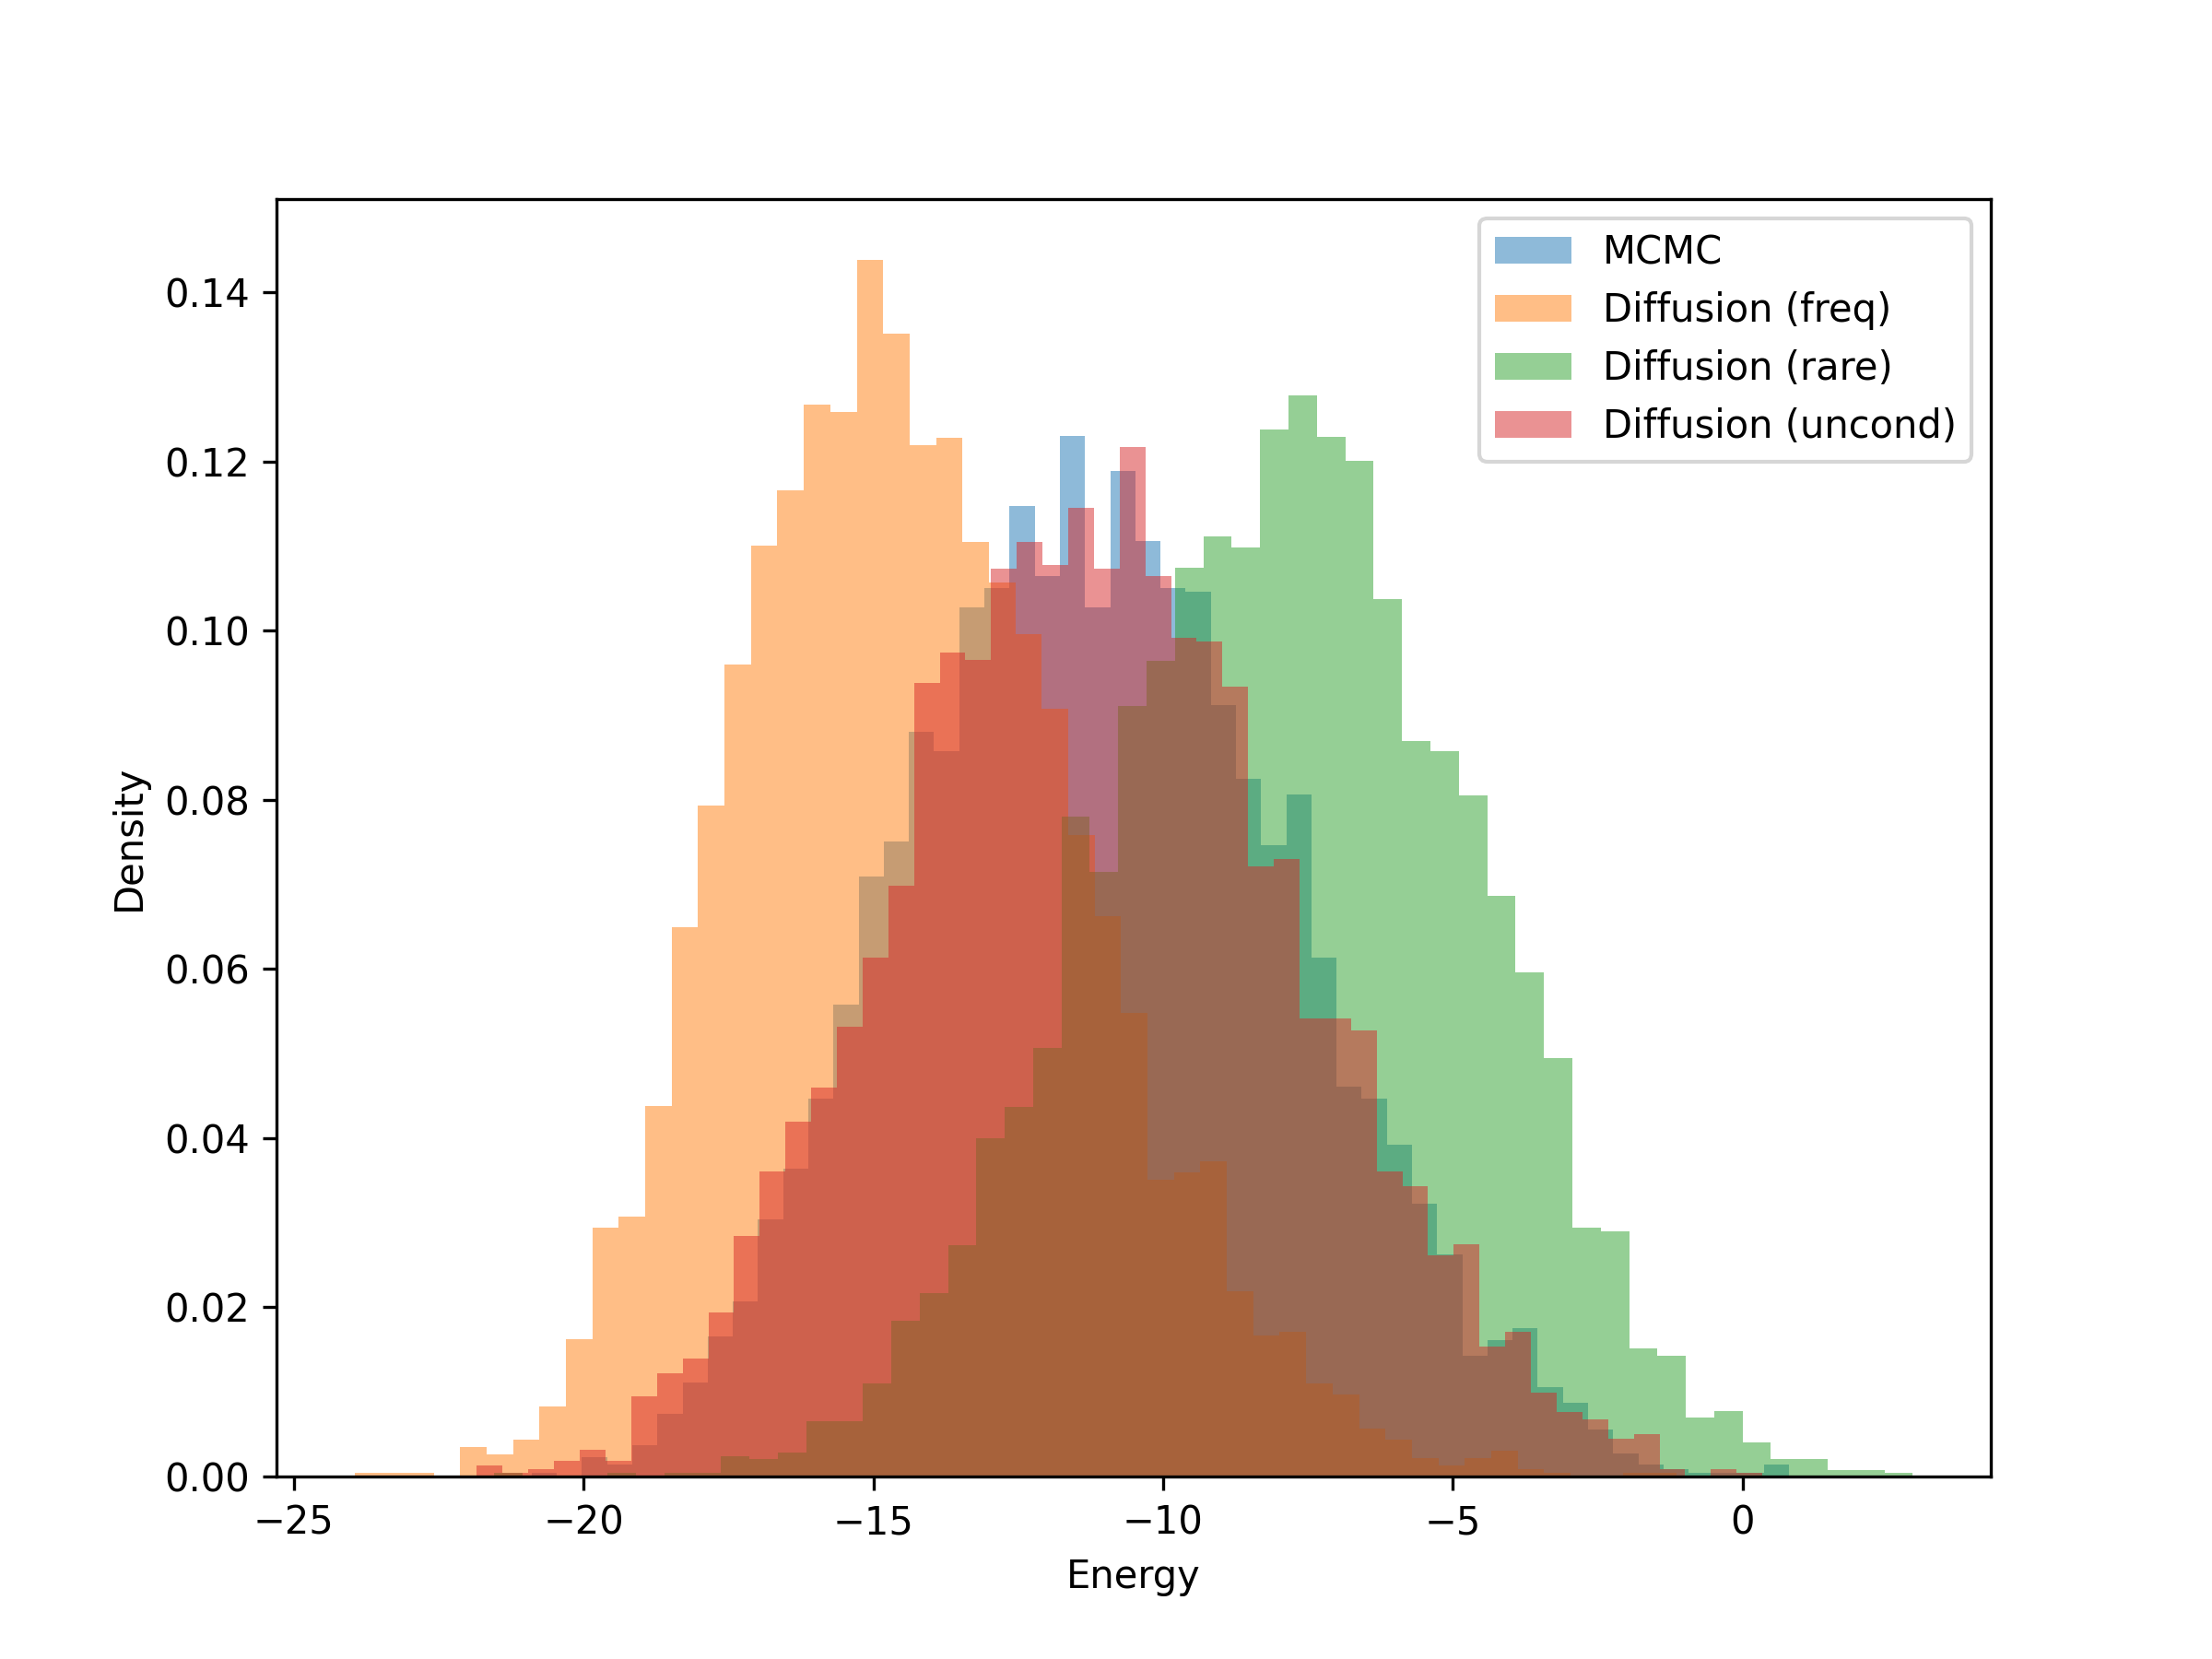 MCMC
Diffusion (freq)
Diffusion (rare)
Diffusion (uncond)
0.14
0.12
0.10
0.08
0.06
0.04
0.02
0.00
Density
−25 −20 −15 −10 −5 0
Energy